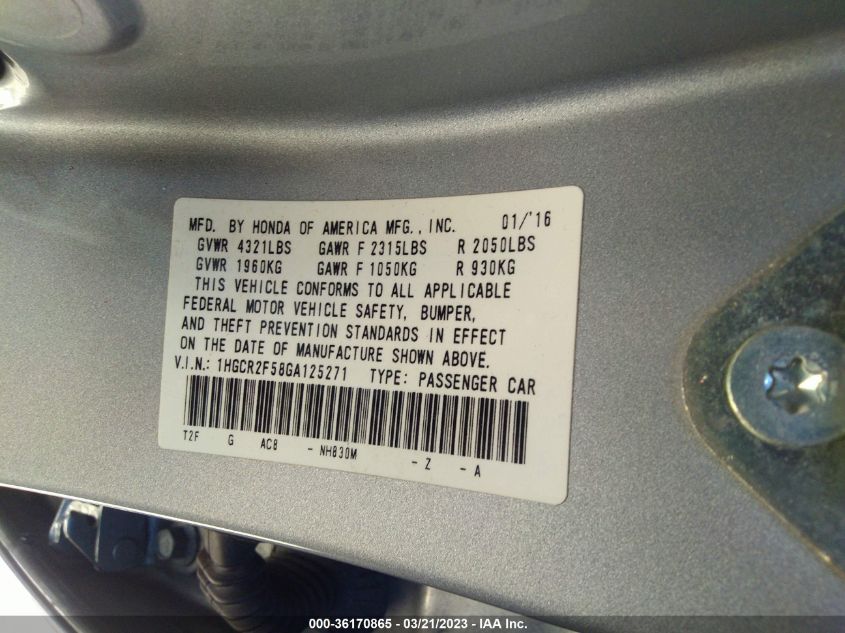 MFD. BY HONDA OF AMERICA MFG., INC. 01/'16
GVWR 4321LBS GAWR F 2315LBS R 2050LBS
GVWR 1960KG GAWR F 1050KG R 930KG
THIS VEHICLE CONFORMS TO ALL APPLICABLE
FEDERAL MOTOR VEHICLE SAFETY, BUMPER,
AND THEFT PREVENTION STANDARDS IN EFFECT
ON THE DATE OF MANUFACTURE SHOWN ABOVE.
V.I.N.: 1HGCR2F58GA125271 TYPE: PASSENGER CAR
T2F G AC8 - NH830M - Z - A
000-36170865 / 03/21/2023 / IAA Inc.